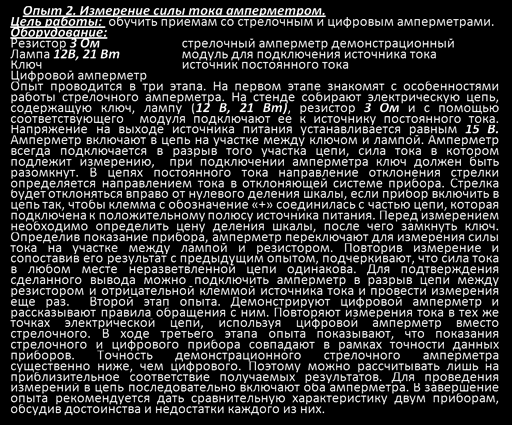 Опыт 2. Измерение силы тока амперметром.
Цель работы: обучить приемам со стрелочным и цифровым амперметрами.
Оборудование:
Резистор 3 Ом стрелочный амперметр демонстрационный
Лампа 12В, 21 Вт модуль для подключения источника тока
Ключ источник постоянного тока
Цифровой амперметр
Опыт проводится в три этапа. На первом этапе знакомят с особенностями
работы стрелочного амперметра. На стенде собирают электрическую цепь,
содержащую ключ, лампу (12 В, 21 Вт), резистор 3 Ом и с помощью
соответствующего модуля подключают ее к источнику постоянного тока.
Напряжение на выходе источника питания устанавливается равным 15 В.
Амперметр включают в цепь на участке между ключом и лампой. Амперметр
всегда подключается в разрыв того участка цепи, сила тока в котором
подлежит измерению, при подключении амперметра ключ должен быть
разомкнут. В цепях постоянного тока направление отклонения стрелки
определяется направлением тока в отклоняющей системе прибора. Стрелка
будет отклоняться вправо от нулевого деления шкалы, если прибор включить в
цепь так, чтобы клемма с обозначение «+» соединилась с частью цепи, которая
подключена к положительному полюсу источника питания. Перед измерением
необходимо определить цену деления шкалы, после чего замкнуть ключ.
Определив показание прибора, амперметр переключают для измерения силы
тока на участке между лампой и резистором. Повторив измерение и
сопоставив его результат с предыдущим опытом, подчеркивают, что сила тока
в любом месте неразветвленной цепи одинакова. Для подтверждения
сделанного вывода можно подключить амперметр в разрыв цепи между
резистором и отрицательной клеммой источника тока и провести измерения
еще раз. Второй этап опыта. Демонстрируют цифровой амперметр и
рассказывают правила обращения с ним. Повторяют измерения тока в тех же
точках электрической цепи, используя цифровой амперметр вместо
стрелочного. В ходе третьего этапа опыта показывают, что показания
стрелочного и цифрового прибора совпадают в рамках точности данных
приборов. Точность демонстрационного стрелочного амперметра
существенно ниже, чем цифрового. Поэтому можно рассчитывать лишь на
приблизительное соответствие получаемых результатов. Для проведения
измерений в цепь последовательно включают оба амперметра. В завершение
опыта рекомендуется дать сравнительную характеристику двум приборам,
обсудив достоинства и недостатки каждого из них.